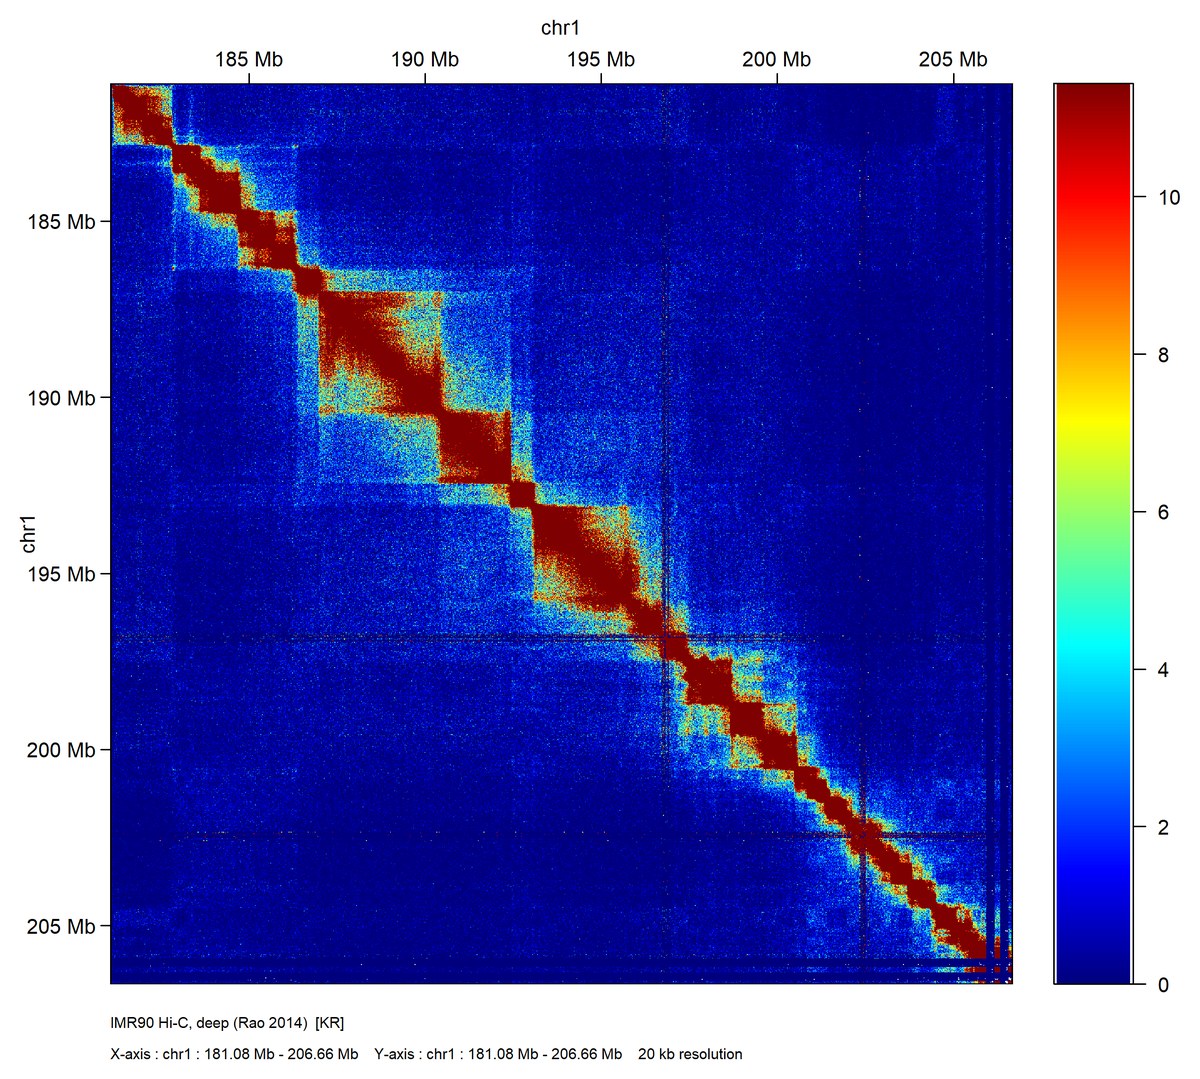 chr1
185 Mb 190 Mb 195 Mb 200 Mb 205 Mb
185 Mb
190 Mb
chr1
195 Mb
200 Mb
205 Mb
10
8
6
4
2
0
IMR90 Hi-C, deep (Rao 2014) [KR]
X-axis : chr1 : 181.08 Mb - 206.66 Mb Y-axis : chr1 : 181.08 Mb - 206.66 Mb 20 kb resolution